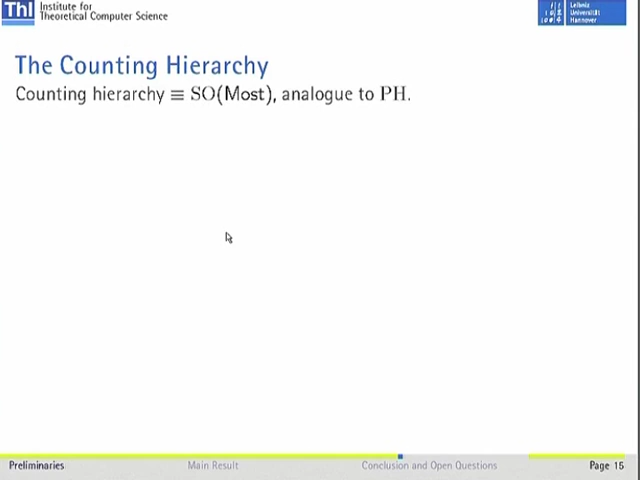 ThI Institute for
Theoretical Computer Science
Leibniz
Universität
Hannover
The Counting Hierarchy
Counting hierarchy ≡ SO(Most), analogue to PH.
Preliminaries Main Result Conclusion and Open Questions Page 15